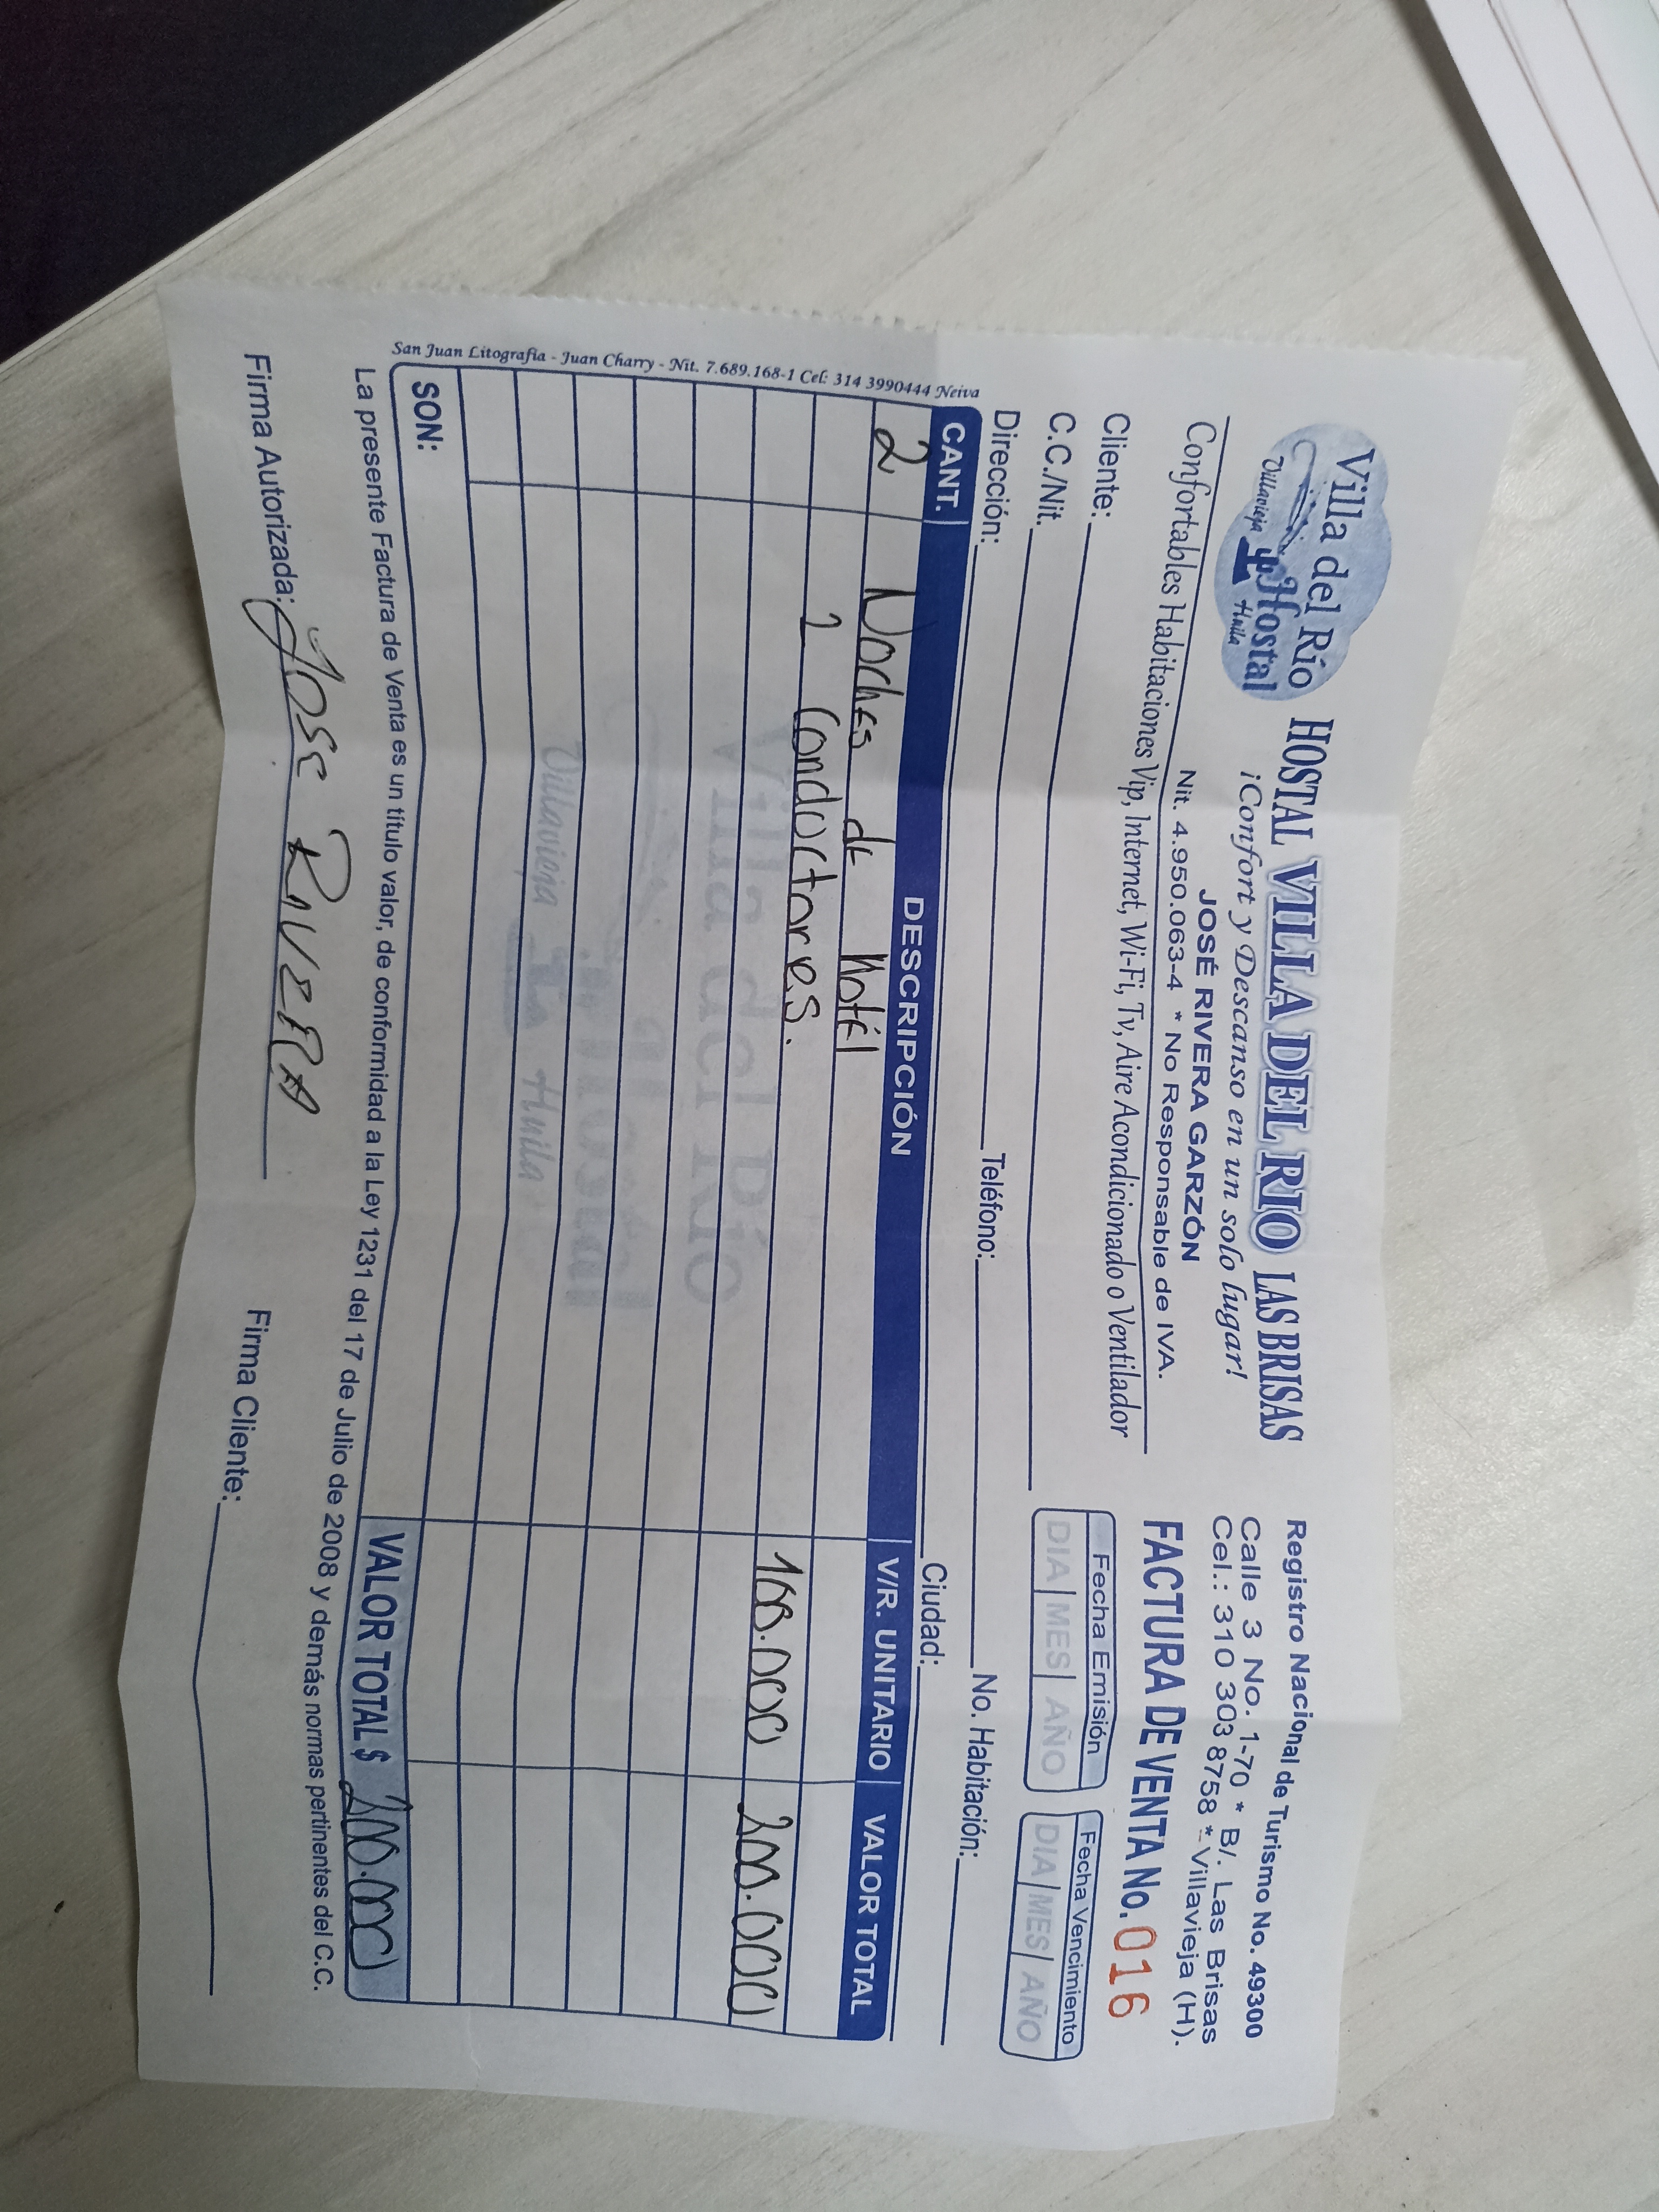 Villa del Río
Hostal
Villavieja Huila
HOSTAL VILLA DEL RIO LAS BRISAS
¡Confort y Descanso en un solo lugar!
JOSÉ RIVERA GARZÓN
Nit. 4.950.063-4 * No Responsable de IVA.
Confortables Habitaciones Vip, Internet, Wi-Fi, Tv, Aire Acondicionado o Ventilador
Registro Nacional de Turismo No. 49300
Calle 3 No. 1-70 * B/. Las Brisas
Cel.: 310 303 8758 * Villavieja (H).
FACTURA DE VENTA No. 016
Fecha Emisión Fecha Vencimiento
DIA MES AÑO DIA MES AÑO
Cliente:
C.C./Nit.
Dirección: Teléfono: No. Habitación:
Ciudad:
CANT. DESCRIPCIÓN V/R. UNITARIO VALOR TOTAL
2 Noches de Hotel
2 Conductores. 100.000 200.000
Villa del Río
Hostal
Villavieja Huila
SON: VALOR TOTAL $ 200.000
La presente Factura de Venta es un título valor, de conformidad a la Ley 1231 del 17 de Julio de 2008 y demás normas pertinentes del C.C.
Firma Autorizada: Jose RIVERA Firma Cliente:
San Juan Litografía - Juan Charry - Nit. 7.689.168-1 Cel: 314 3990444 Neiva